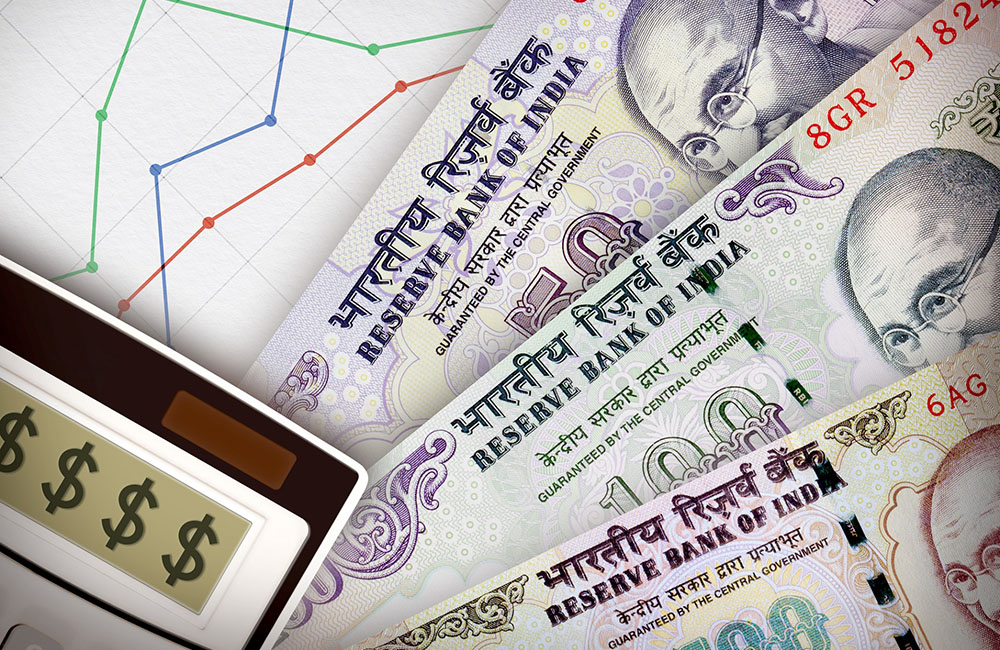 भारतीय रिज़र्व बैंक
RESERVE BANK OF INDIA
केन्द्रीय सरकार द्वारा प्रत्याभूत
GUARANTEED BY THE CENTRAL GOVERNMENT
50
8GR 51824
भारतीय रिज़र्व बैंक
RESERVE BANK OF INDIA
केन्द्रीय सरकार द्वारा प्रत्याभूत
GUARANTEED BY THE CENTRAL GOVERNMENT
100
6AG
भारतीय रिज़र्व बैंक
RESERVE BANK OF INDIA
केन्द्रीय सरकार द्वारा प्रत्याभूत
GUARANTEED BY THE CENTRAL GOVERNMENT
$$$$